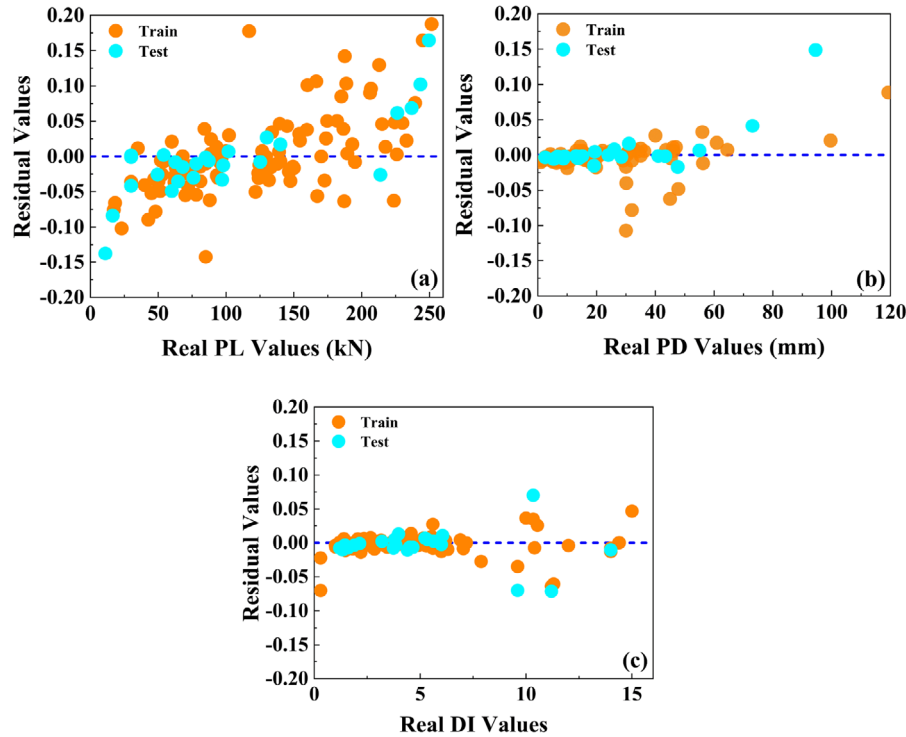 0.20
0.15
0.10
0.05
0.00
-0.05
-0.10
-0.15
-0.20
Residual Values
Train
Test
(a)
0 50 100 150 200 250
Real PL Values (kN)
0.20
0.15
0.10
0.05
0.00
-0.05
-0.10
-0.15
-0.20
Residual Values
Train
Test
(b)
0 20 40 60 80 100 120
Real PD Values (mm)
0.20
0.15
0.10
0.05
0.00
-0.05
-0.10
-0.15
-0.20
Residual Values
Train
Test
(c)
0 5 10 15
Real DI Values